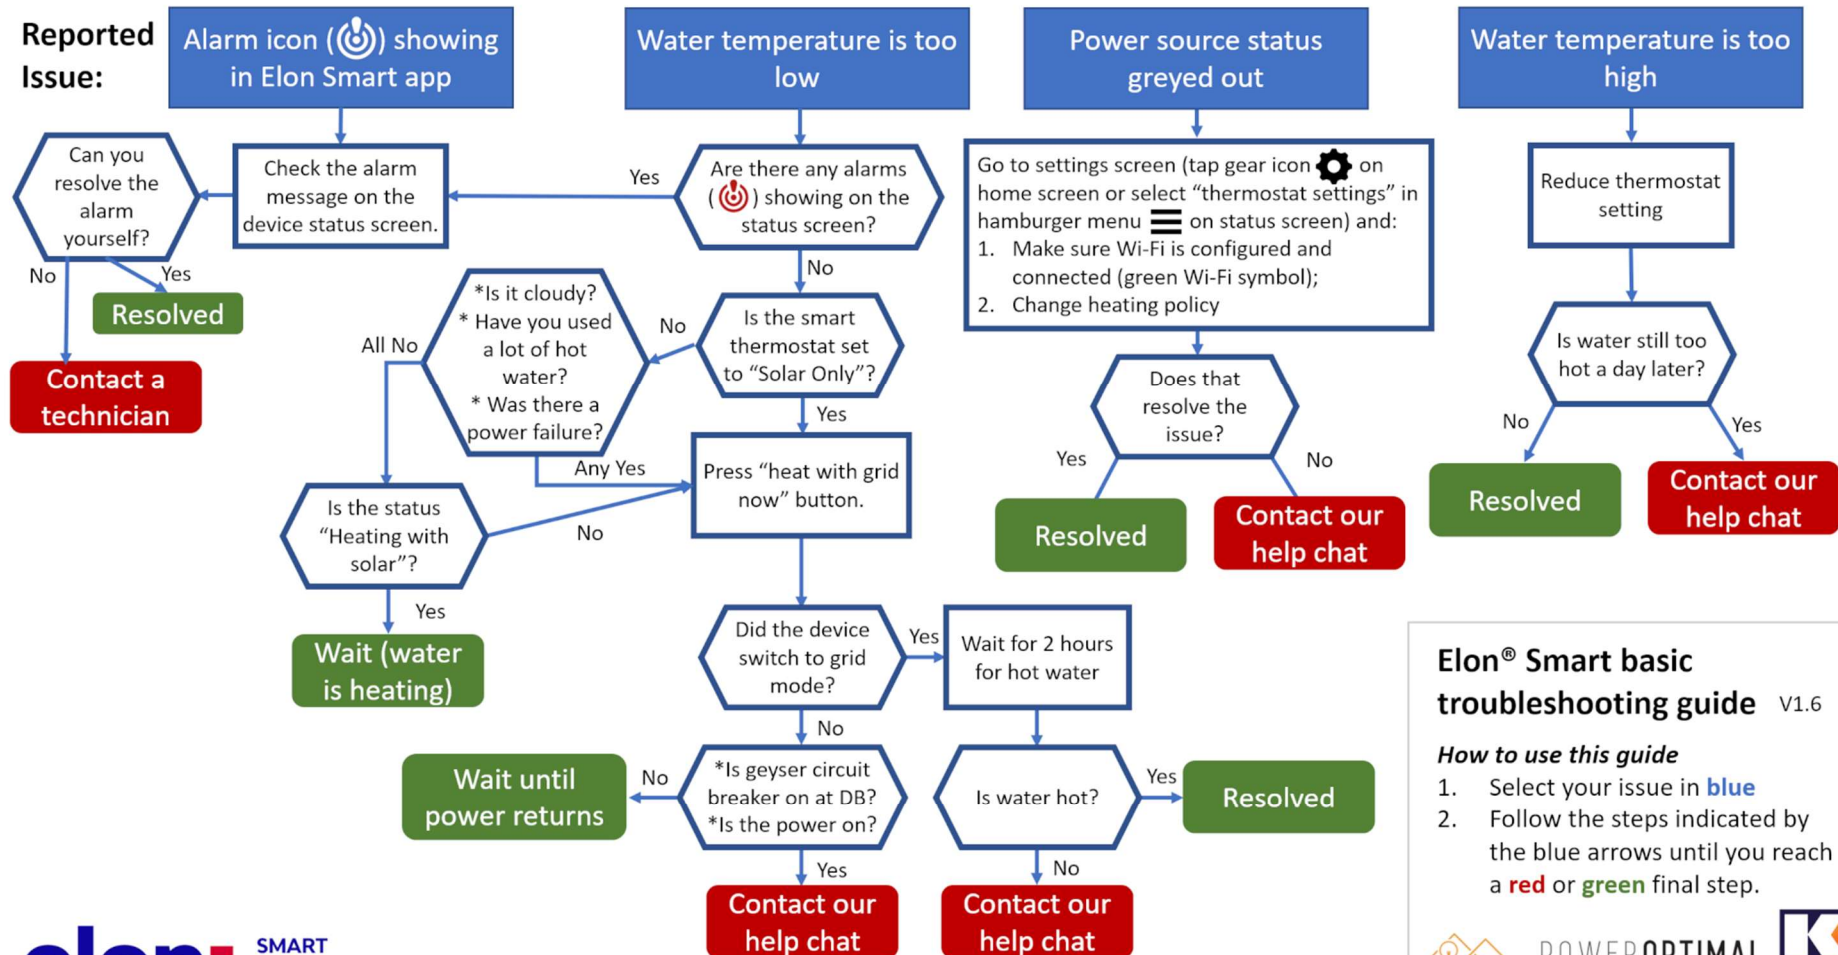 Reported
Issue:
Alarm icon () showing
in Elon Smart app
Water temperature is too
low
Power source status
greyed out
Water temperature is too
high
Can you
resolve the
alarm
yourself?
Check the alarm
message on the
device status screen.
Yes
Are there any alarms
() showing on the
status screen?
Go to settings screen (tap gear icon on
home screen or select “thermostat settings” in
hamburger menu on status screen) and:
1. Make sure Wi-Fi is configured and
connected (green Wi-Fi symbol);
2. Change heating policy
Reduce thermostat
setting
No
Yes
Resolved
Contact a
technician
No
*Is it cloudy?
* Have you used
a lot of hot
water?
* Was there a
power failure?
No
Is the smart
thermostat set
to “Solar Only”?
All No
Any Yes
Yes
Does that
resolve the
issue?
Is water still too
hot a day later?
Is the status
“Heating with
solar”?
No
Press “heat with grid
now” button.
Yes
No
Resolved
Contact our
help chat
No
Yes
Resolved
Contact our
help chat
Yes
Wait (water
is heating)
Did the device
switch to grid
mode?
Yes
Wait for 2 hours
for hot water
No
Wait until
power returns
No
*Is geyser circuit
breaker on at DB?
*Is the power on?
Is water hot?
Yes
Resolved
Yes
No
Contact our
help chat
Contact our
help chat
Elon® Smart basic
troubleshooting guide V1.6
How to use this guide
1. Select your issue in blue
2. Follow the steps indicated by
the blue arrows until you reach
a red or green final step.
elon
SMART
POWEROPTIMAL
K